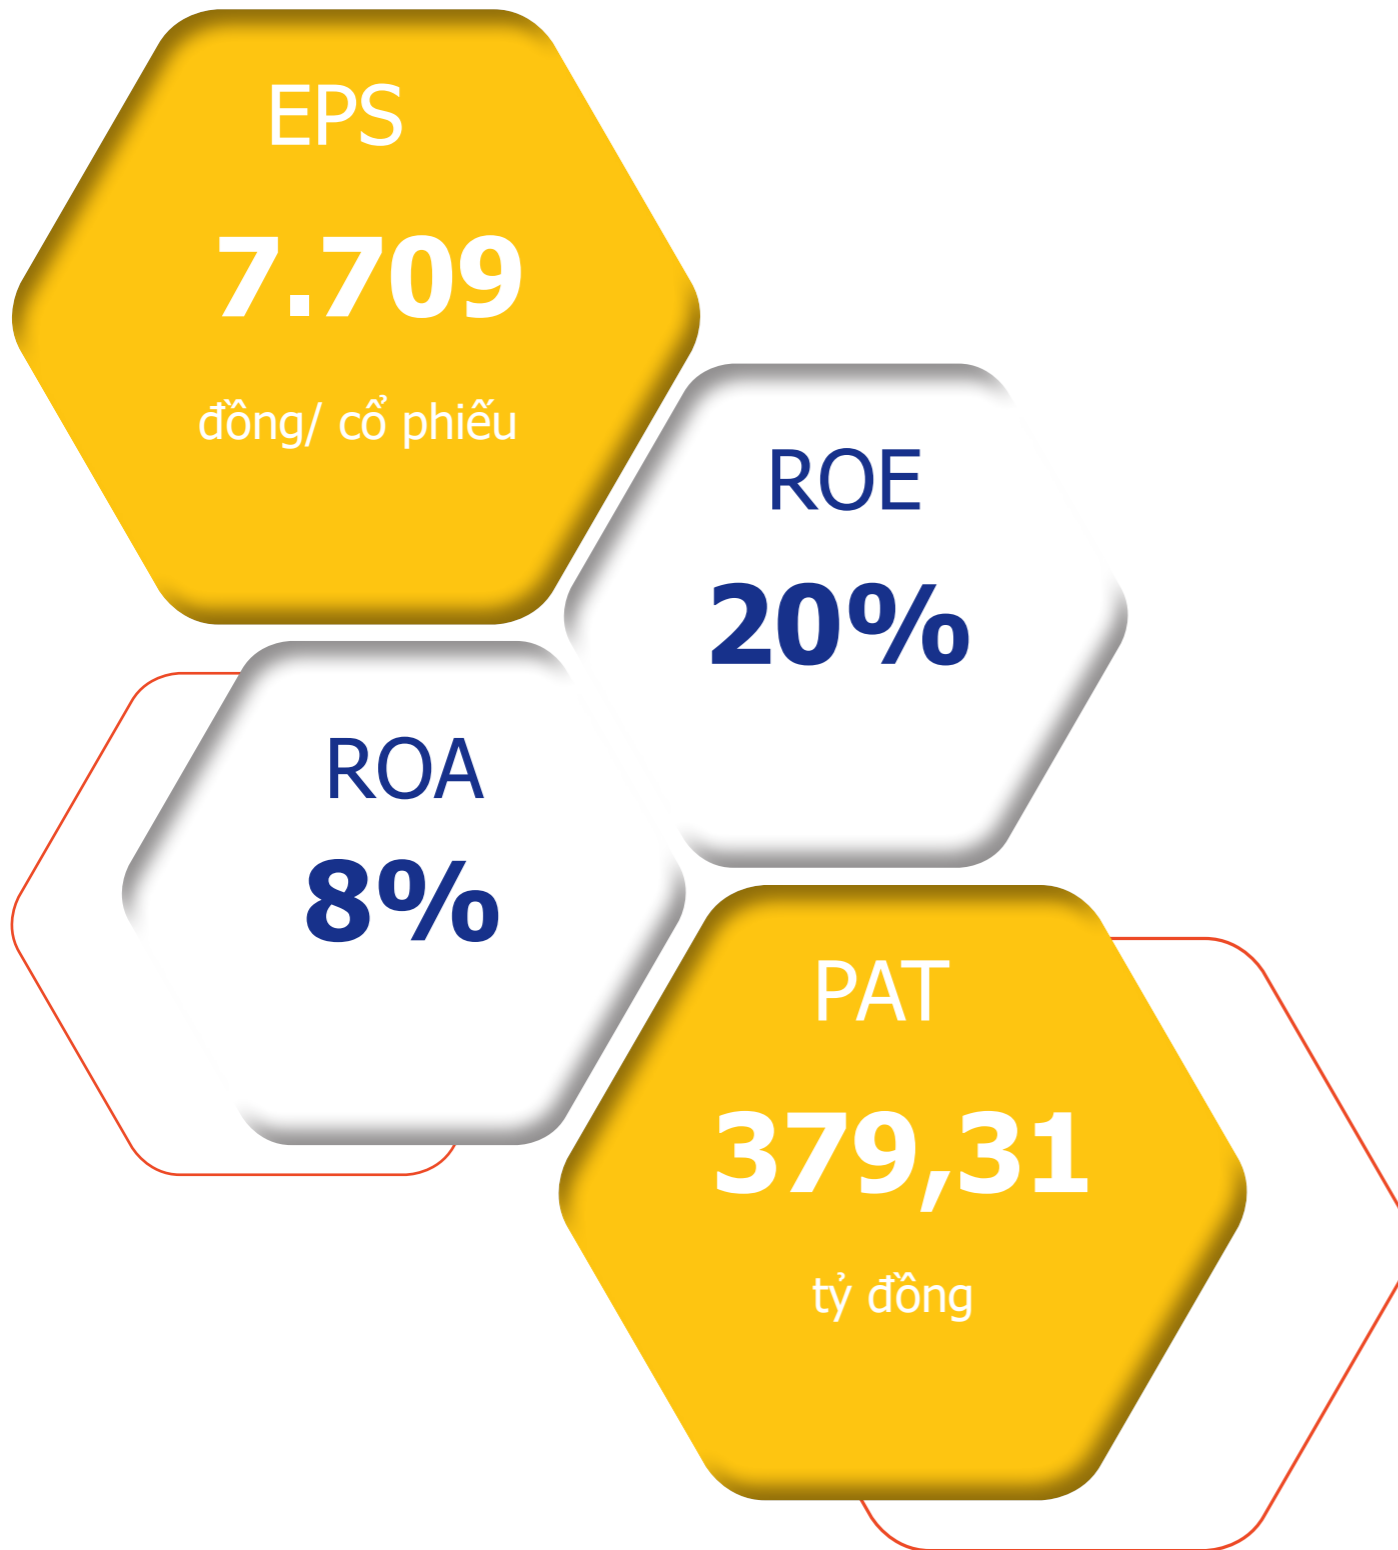 EPS
7.709
đồng/ cổ phiếu
ROE
20%
ROA
8%
PAT
379,31
tỷ đồng